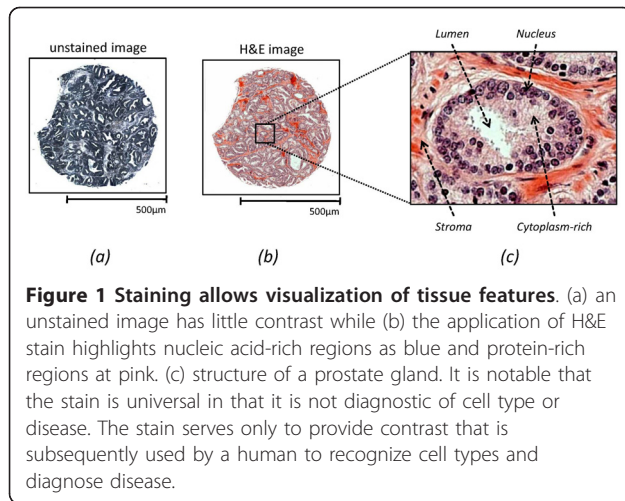 unstained image
H&E image
Lumen
Nucleus
500µm
500µm
Stroma
Cytoplasm-rich
(a)
(b)
(c)
Figure 1 Staining allows visualization of tissue features. (a) an
unstained image has little contrast while (b) the application of H&E
stain highlights nucleic acid-rich regions as blue and protein-rich
regions at pink. (c) structure of a prostate gland. It is notable that
the stain is universal in that it is not diagnostic of cell type or
disease. The stain serves only to provide contrast that is
subsequently used by a human to recognize cell types and
diagnose disease.